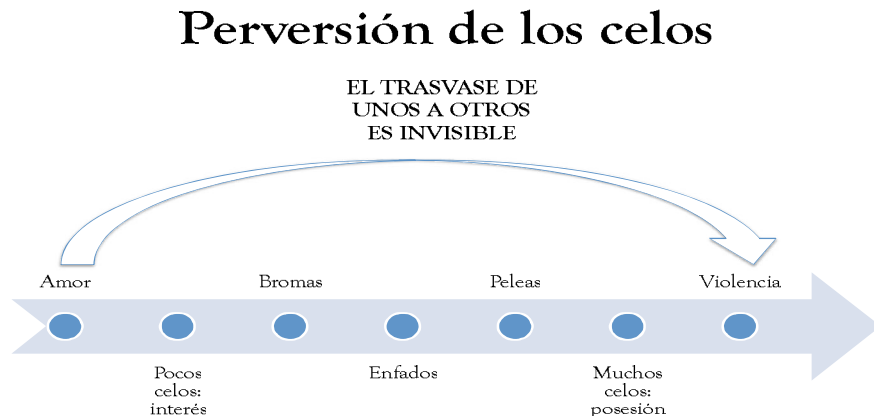 Perversión de los celos
EL TRASVASE DE
UNOS A OTROS
ES INVISIBLE
Amor
Bromas
Peleas
Violencia
Pocos
celos:
interés
Enfados
Muchos
celos:
posesión